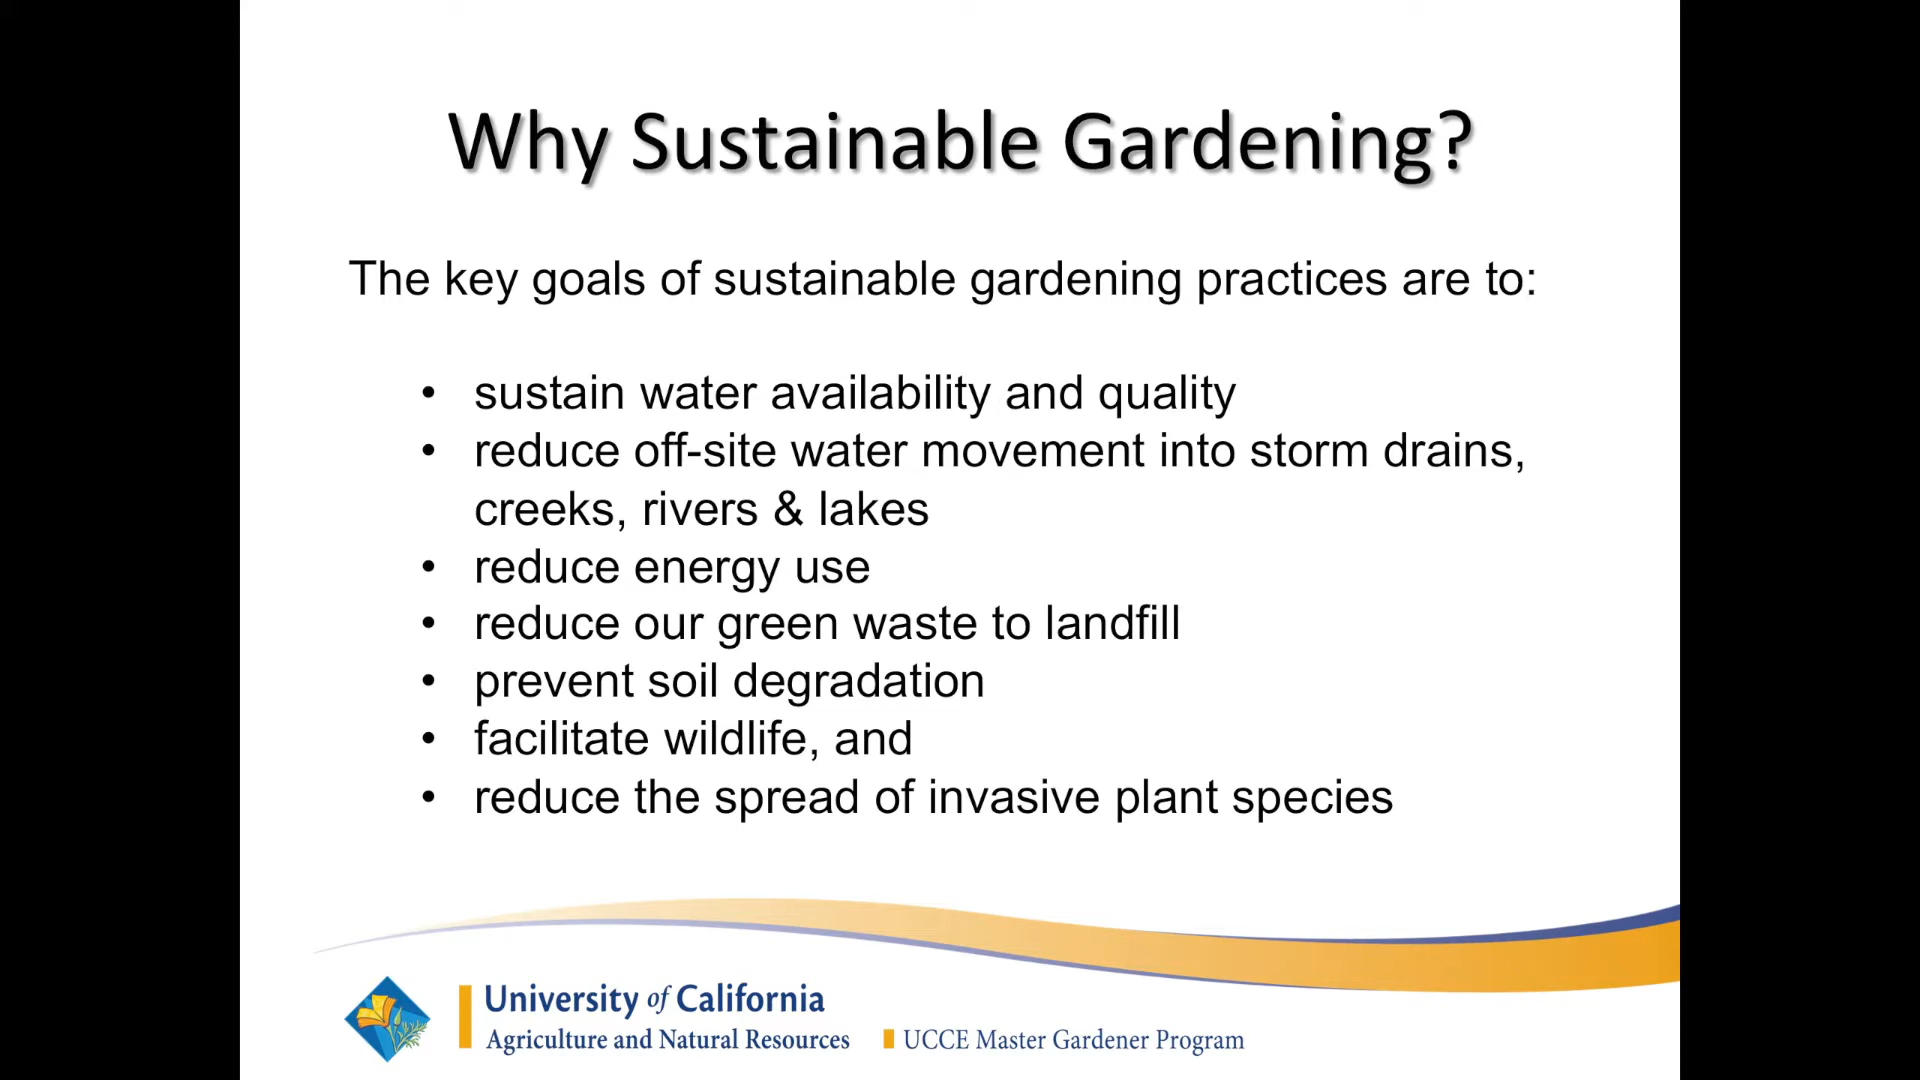 Why Sustainable Gardening?
The key goals of sustainable gardening practices are to:
• sustain water availability and quality
• reduce off-site water movement into storm drains,
creeks, rivers & lakes
• reduce energy use
• reduce our green waste to landfill
• prevent soil degradation
• facilitate wildlife, and
• reduce the spread of invasive plant species
University of California
Agriculture and Natural Resources
UCCE Master Gardener Program